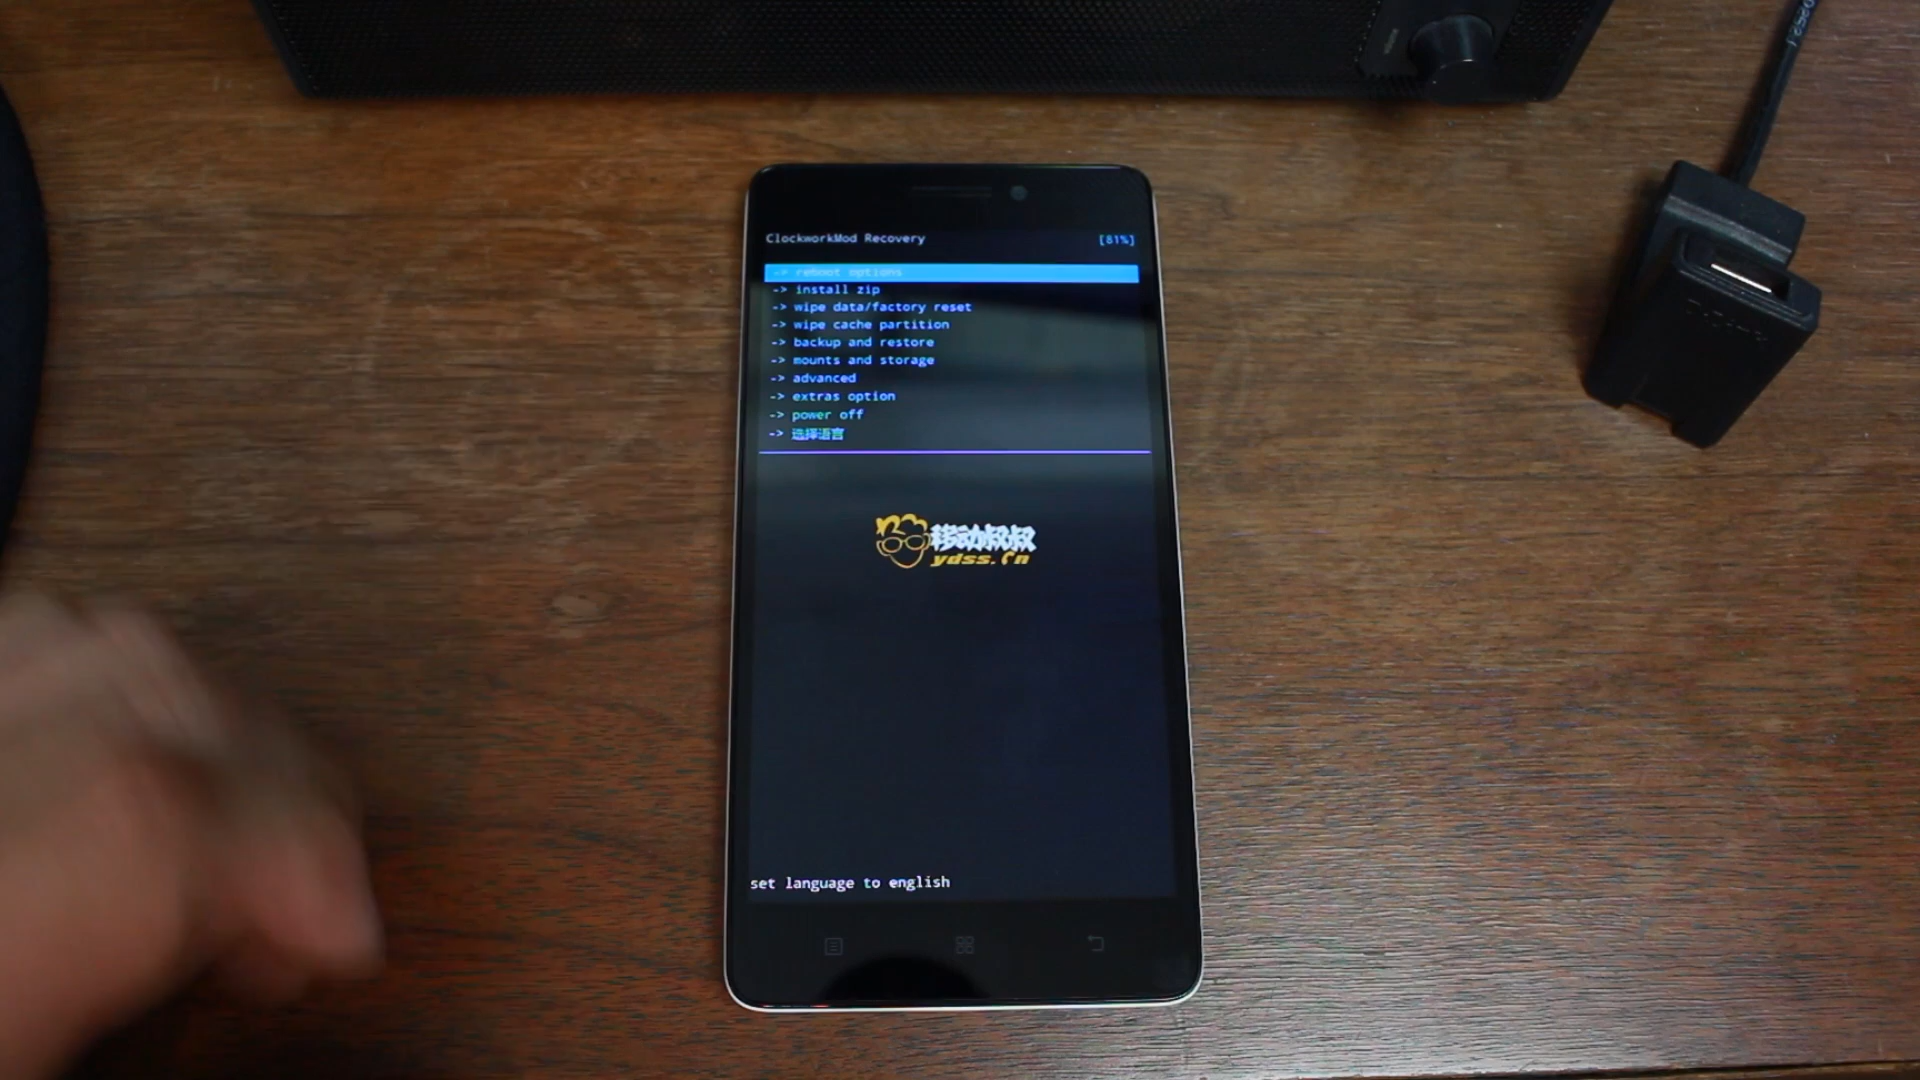 ClockworkMod Recovery [81%]
-> reboot options
-> install zip
-> wipe data/factory reset
-> wipe cache partition
-> backup and restore
-> mounts and storage
-> advanced
-> extras option
-> power off
-> 选择语言
移动叔叔
ydss.cn
set language to english